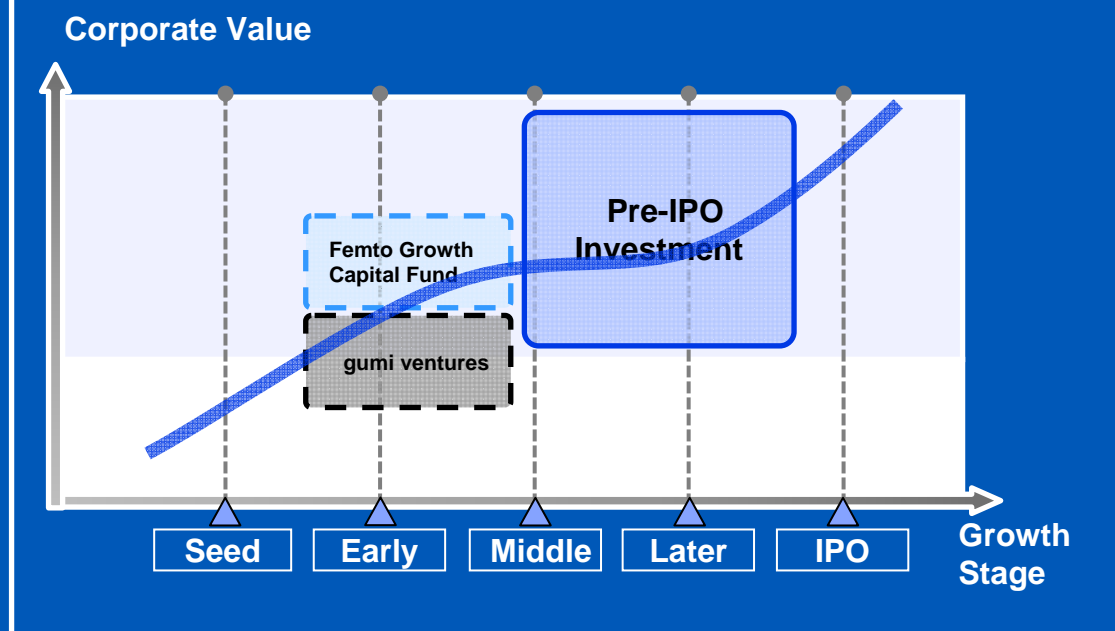 Corporate Value
Pre-IPO
Investment
Femto Growth
Capital Fund
gumi ventures
Seed
Early
Middle
Later
IPO
Growth
Stage